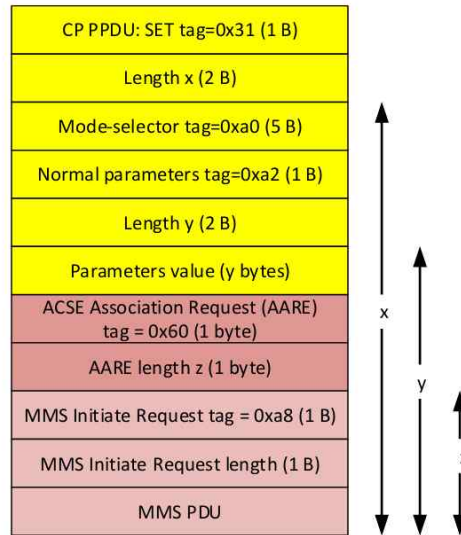 CP PPDU: SET tag=0x31 (1 B)
Length x (2 B)
Mode-selector tag=0xa0 (5 B)
Normal parameters tag=0xa2 (1 B)
Length y (2 B)
Parameters value (y bytes)
ACSE Association Request (AARE)
tag = 0x60 (1 byte)
AARE length z (1 byte)
MMS Initiate Request tag = 0xa8 (1 B)
MMS Initiate Request length (1 B)
MMS PDU
x
y